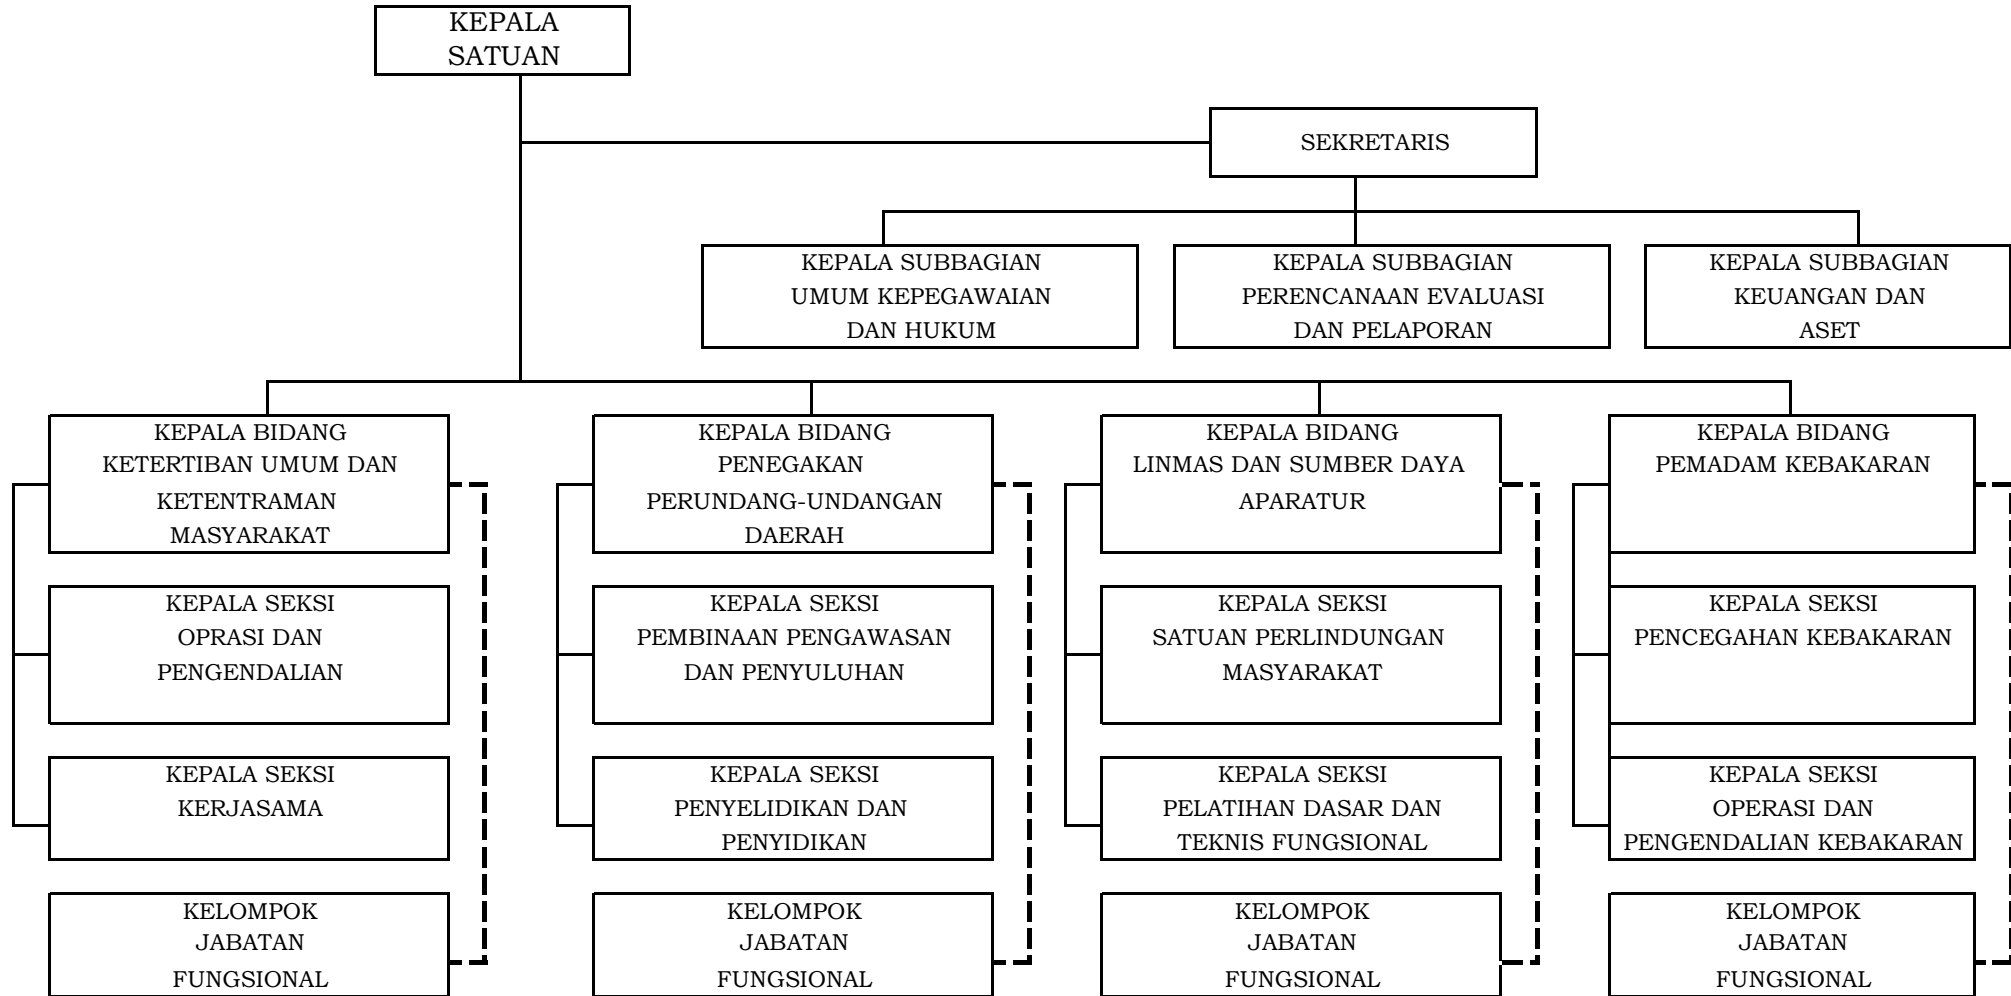 KEPALA
SATUAN
SEKRETARIS
KEPALA SUBBAGIAN
UMUM KEPEGAWAIAN
DAN HUKUM
KEPALA SUBBAGIAN
PERENCANAAN EVALUASI
DAN PELAPORAN
KEPALA SUBBAGIAN
KEUANGAN DAN
ASET
KEPALA BIDANG
KETERTIBAN UMUM DAN
KETENTRAMAN
MASYARAKAT
KEPALA BIDANG
PENEGAKAN
PERUNDANG-UNDANGAN
DAERAH
KEPALA BIDANG
LINMAS DAN SUMBER DAYA
APARATUR
KEPALA BIDANG
PEMADAM KEBAKARAN
KEPALA SEKSI
OPRASI DAN
PENGENDALIAN
KEPALA SEKSI
PEMBINAAN PENGAWASAN
DAN PENYULUHAN
KEPALA SEKSI
SATUAN PERLINDUNGAN
MASYARAKAT
KEPALA SEKSI
PENCEGAHAN KEBAKARAN
KEPALA SEKSI
KERJASAMA
KEPALA SEKSI
PENYELIDIKAN DAN
PENYIDIKAN
KEPALA SEKSI
PELATIHAN DASAR DAN
TEKNIS FUNGSIONAL
KEPALA SEKSI
OPERASI DAN
PENGENDALIAN KEBAKARAN
KELOMPOK
JABATAN
FUNGSIONAL
KELOMPOK
JABATAN
FUNGSIONAL
KELOMPOK
JABATAN
FUNGSIONAL
KELOMPOK
JABATAN
FUNGSIONAL